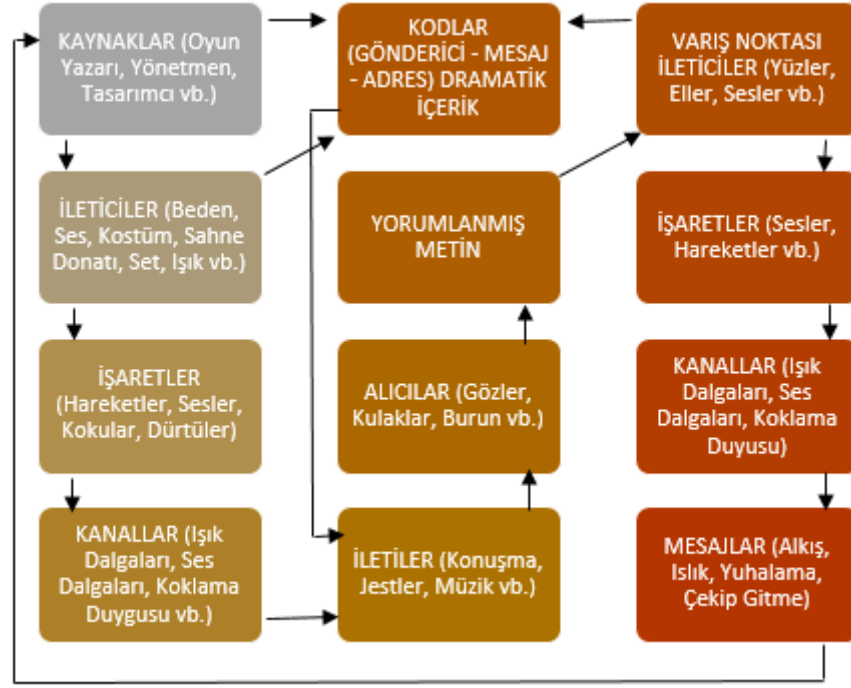 KAYNAKLAR (Oyun
Yazarı, Yönetmen,
Tasarımcı vb.)
İLETİCİLER (Beden,
Ses, Kostüm, Sahne
Donatı, Set, Işık vb.)
İŞARETLER
(Hareketler, Sesler,
Kokular, Dürtüler)
KANALLAR (Işık
Dalgaları, Ses
Dalgaları, Koklama
Duygusu vb.)
KODLAR
(GÖNDERİCİ - MESAJ
- ADRES) DRAMATİK
İÇERİK
YORUMLANMIŞ
METİN
ALICILAR (Gözler,
Kulaklar, Burun vb.)
İLETİLER (Konuşma,
Jestler, Müzik vb.)
VARIŞ NOKTASI
İLETİCİLER (Yüzler,
Eller, Sesler vb.)
İŞARETLER (Sesler,
Hareketler vb.)
KANALLAR (Işık
Dalgaları, Ses
Dalgaları, Koklama
Duyusu)
MESAJLAR (Alkış,
Islık, Yuhalama,
Çekip Gitme)